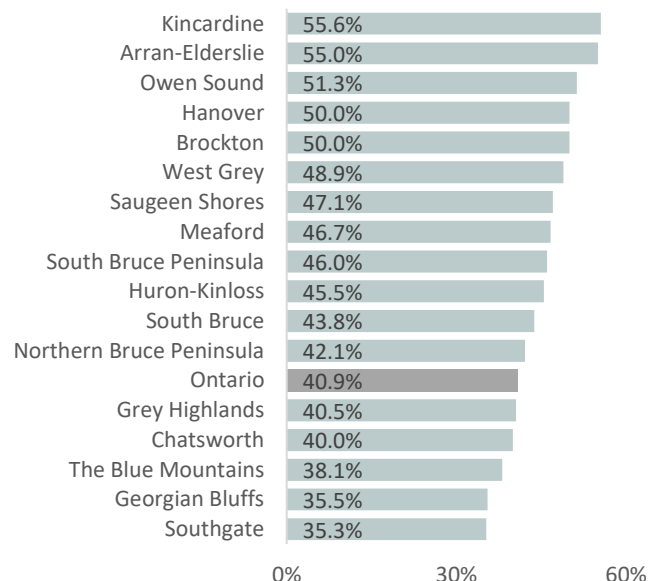 Kincardine 55.6%
Arran-Elderslie 55.0%
Owen Sound 51.3%
Hanover 50.0%
Brockton 50.0%
West Grey 48.9%
Saugeen Shores 47.1%
Meaford 46.7%
South Bruce Peninsula 46.0%
Huron-Kinloss 45.5%
South Bruce 43.8%
Northern Bruce Peninsula 42.1%
Ontario 40.9%
Grey Highlands 40.5%
Chatsworth 40.0%
The Blue Mountains 38.1%
Georgian Bluffs 35.5%
Southgate 35.3%
0% 30% 60%